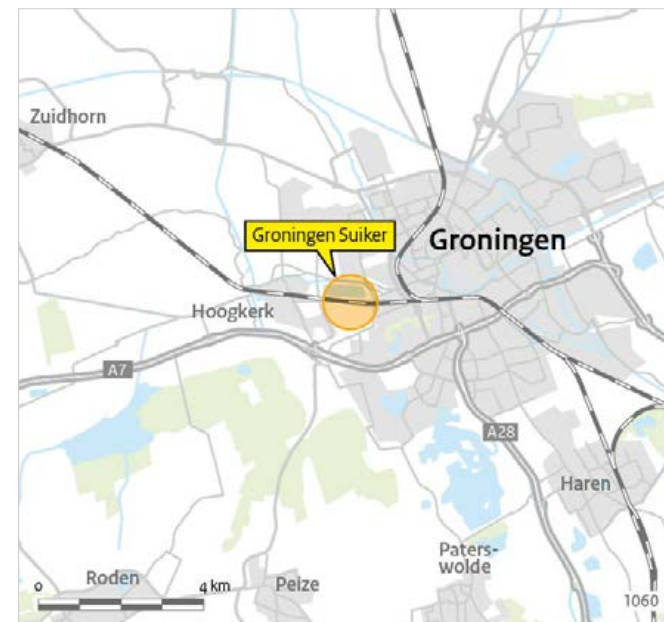 Zuidhorn
Groningen Suiker
Groningen
Hoogkerk
A7
A28
Haren
Paters-
wolde
Roden
Peize
0 4 km
1060